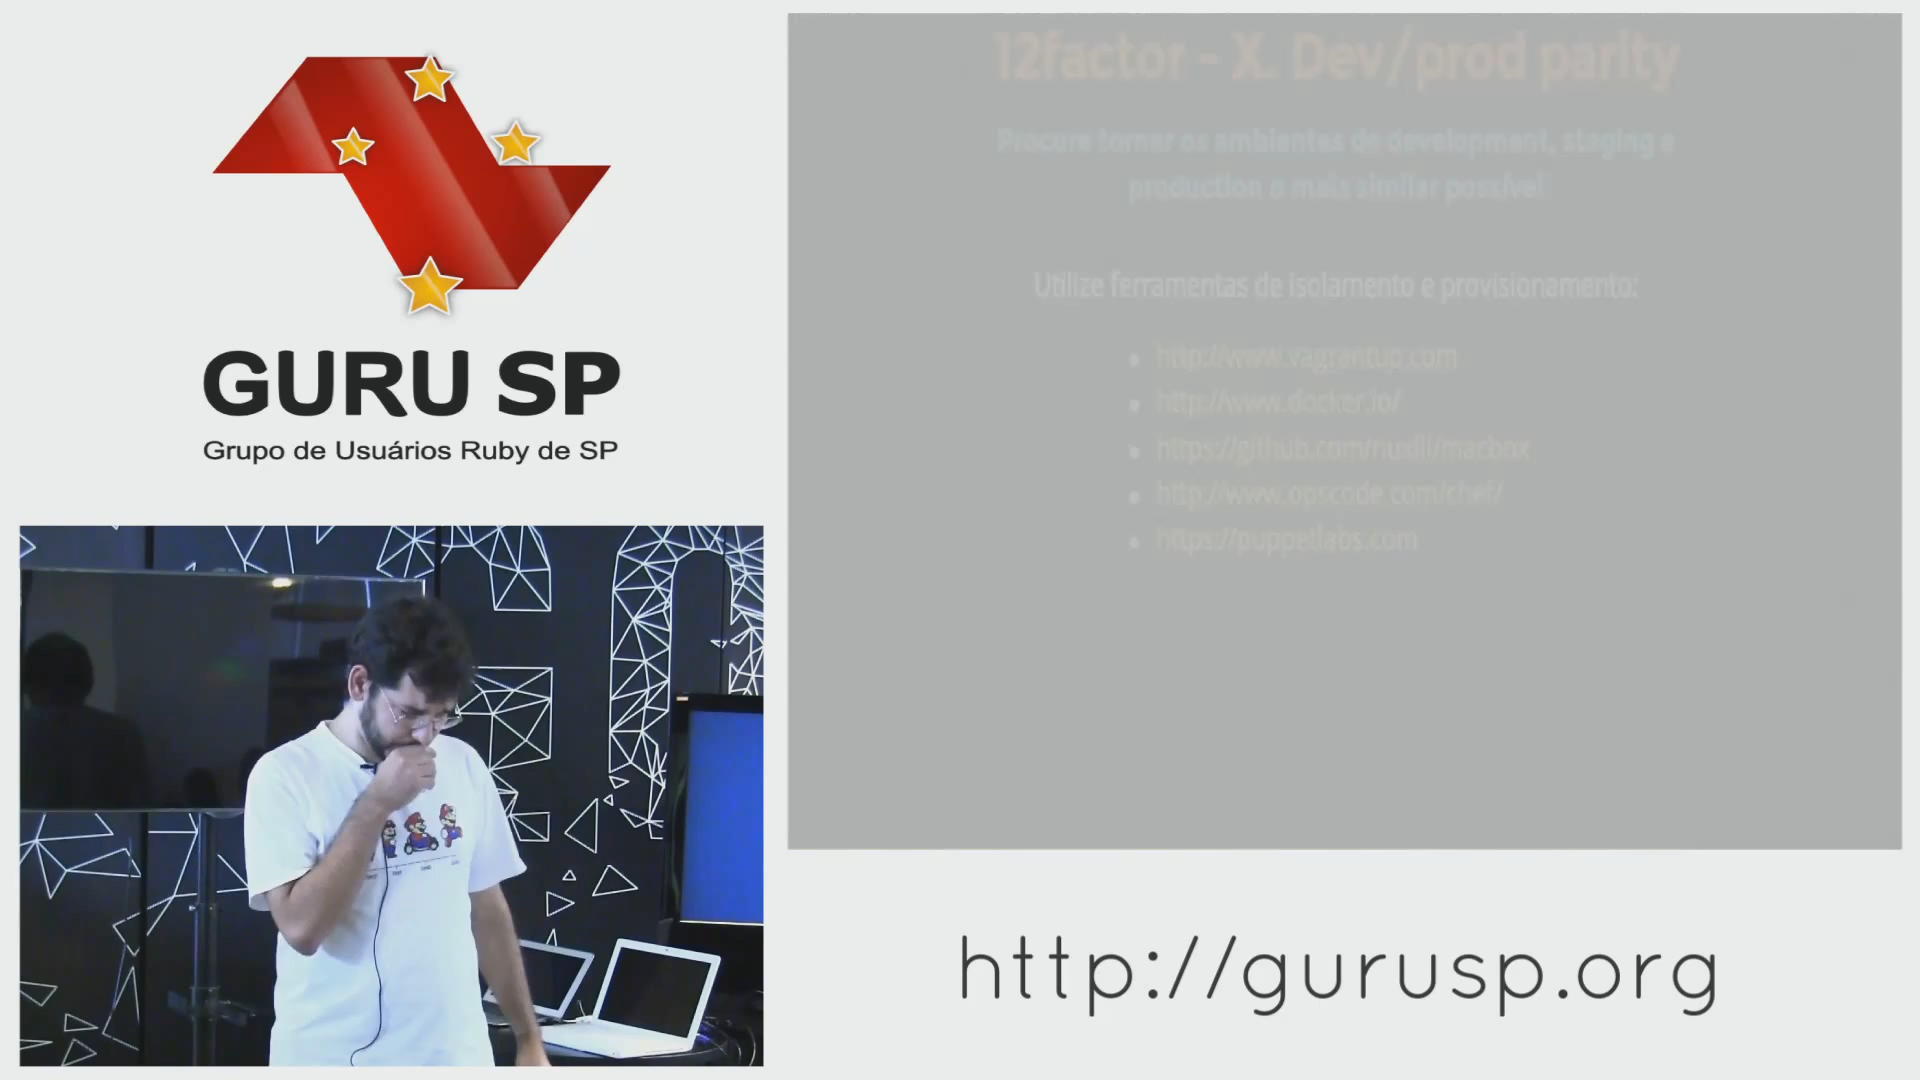 GURU SP
Grupo de Usuários Ruby de SP
12factor - X. Dev/prod parity
Procure tornar os ambientes de development, staging e
production o mais similar possível
Utilize ferramentas de isolamento e provisionamento:
http://www.vagrantup.com
http://www.docker.io/
http://www.opscode.com/chef/
https://puppetlabs.com
http://gurusp.org